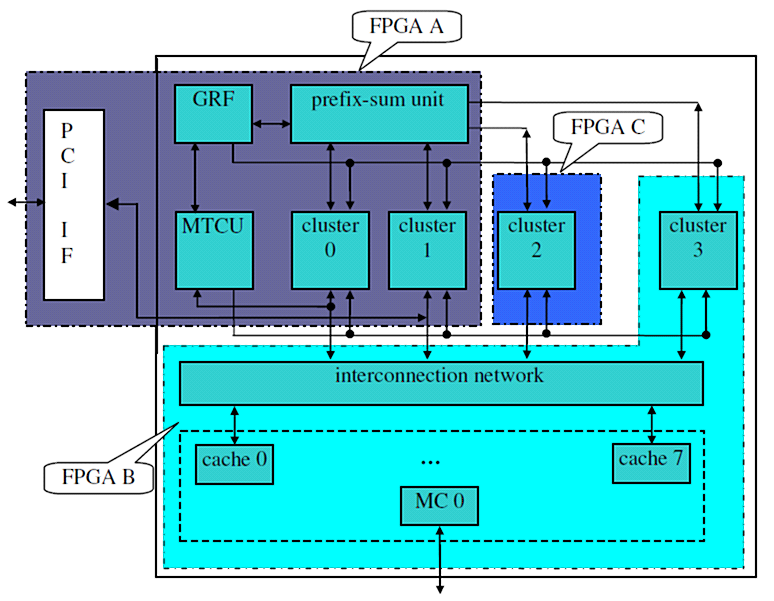 FPGA A
GRF
prefix-sum unit
FPGA C
P
C
I
I
F
MTCU
cluster
0
cluster
1
cluster
2
cluster
3
interconnection network
FPGA B
cache 0
...
cache 7
MC 0